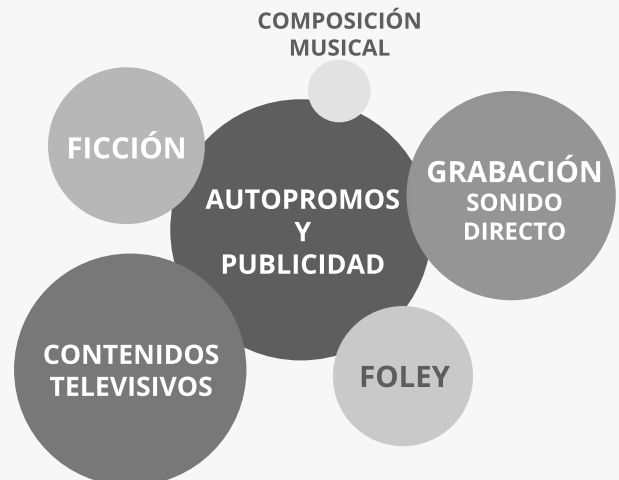 COMPOSICIÓN
MUSICAL
FICCIÓN
AUTOPROMOS
Y
PUBLICIDAD
GRABACIÓN
SONIDO
DIRECTO
CONTENIDOS
TELEVISIVOS
FOLEY